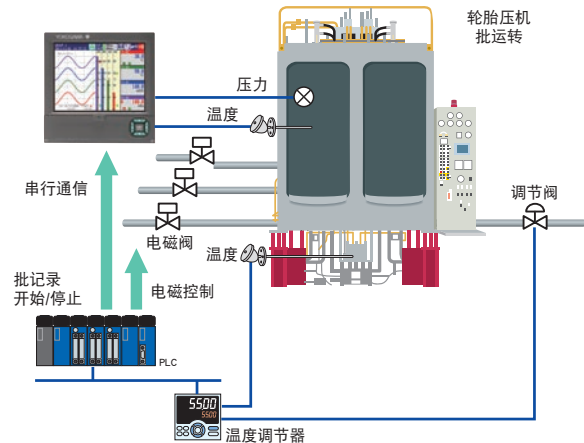 轮胎压机
批运转
压力
温度
串行通信
调节阀
电磁阀
温度
批记录
开始/停止
电磁控制
PLC
5500
5500
温度调节器